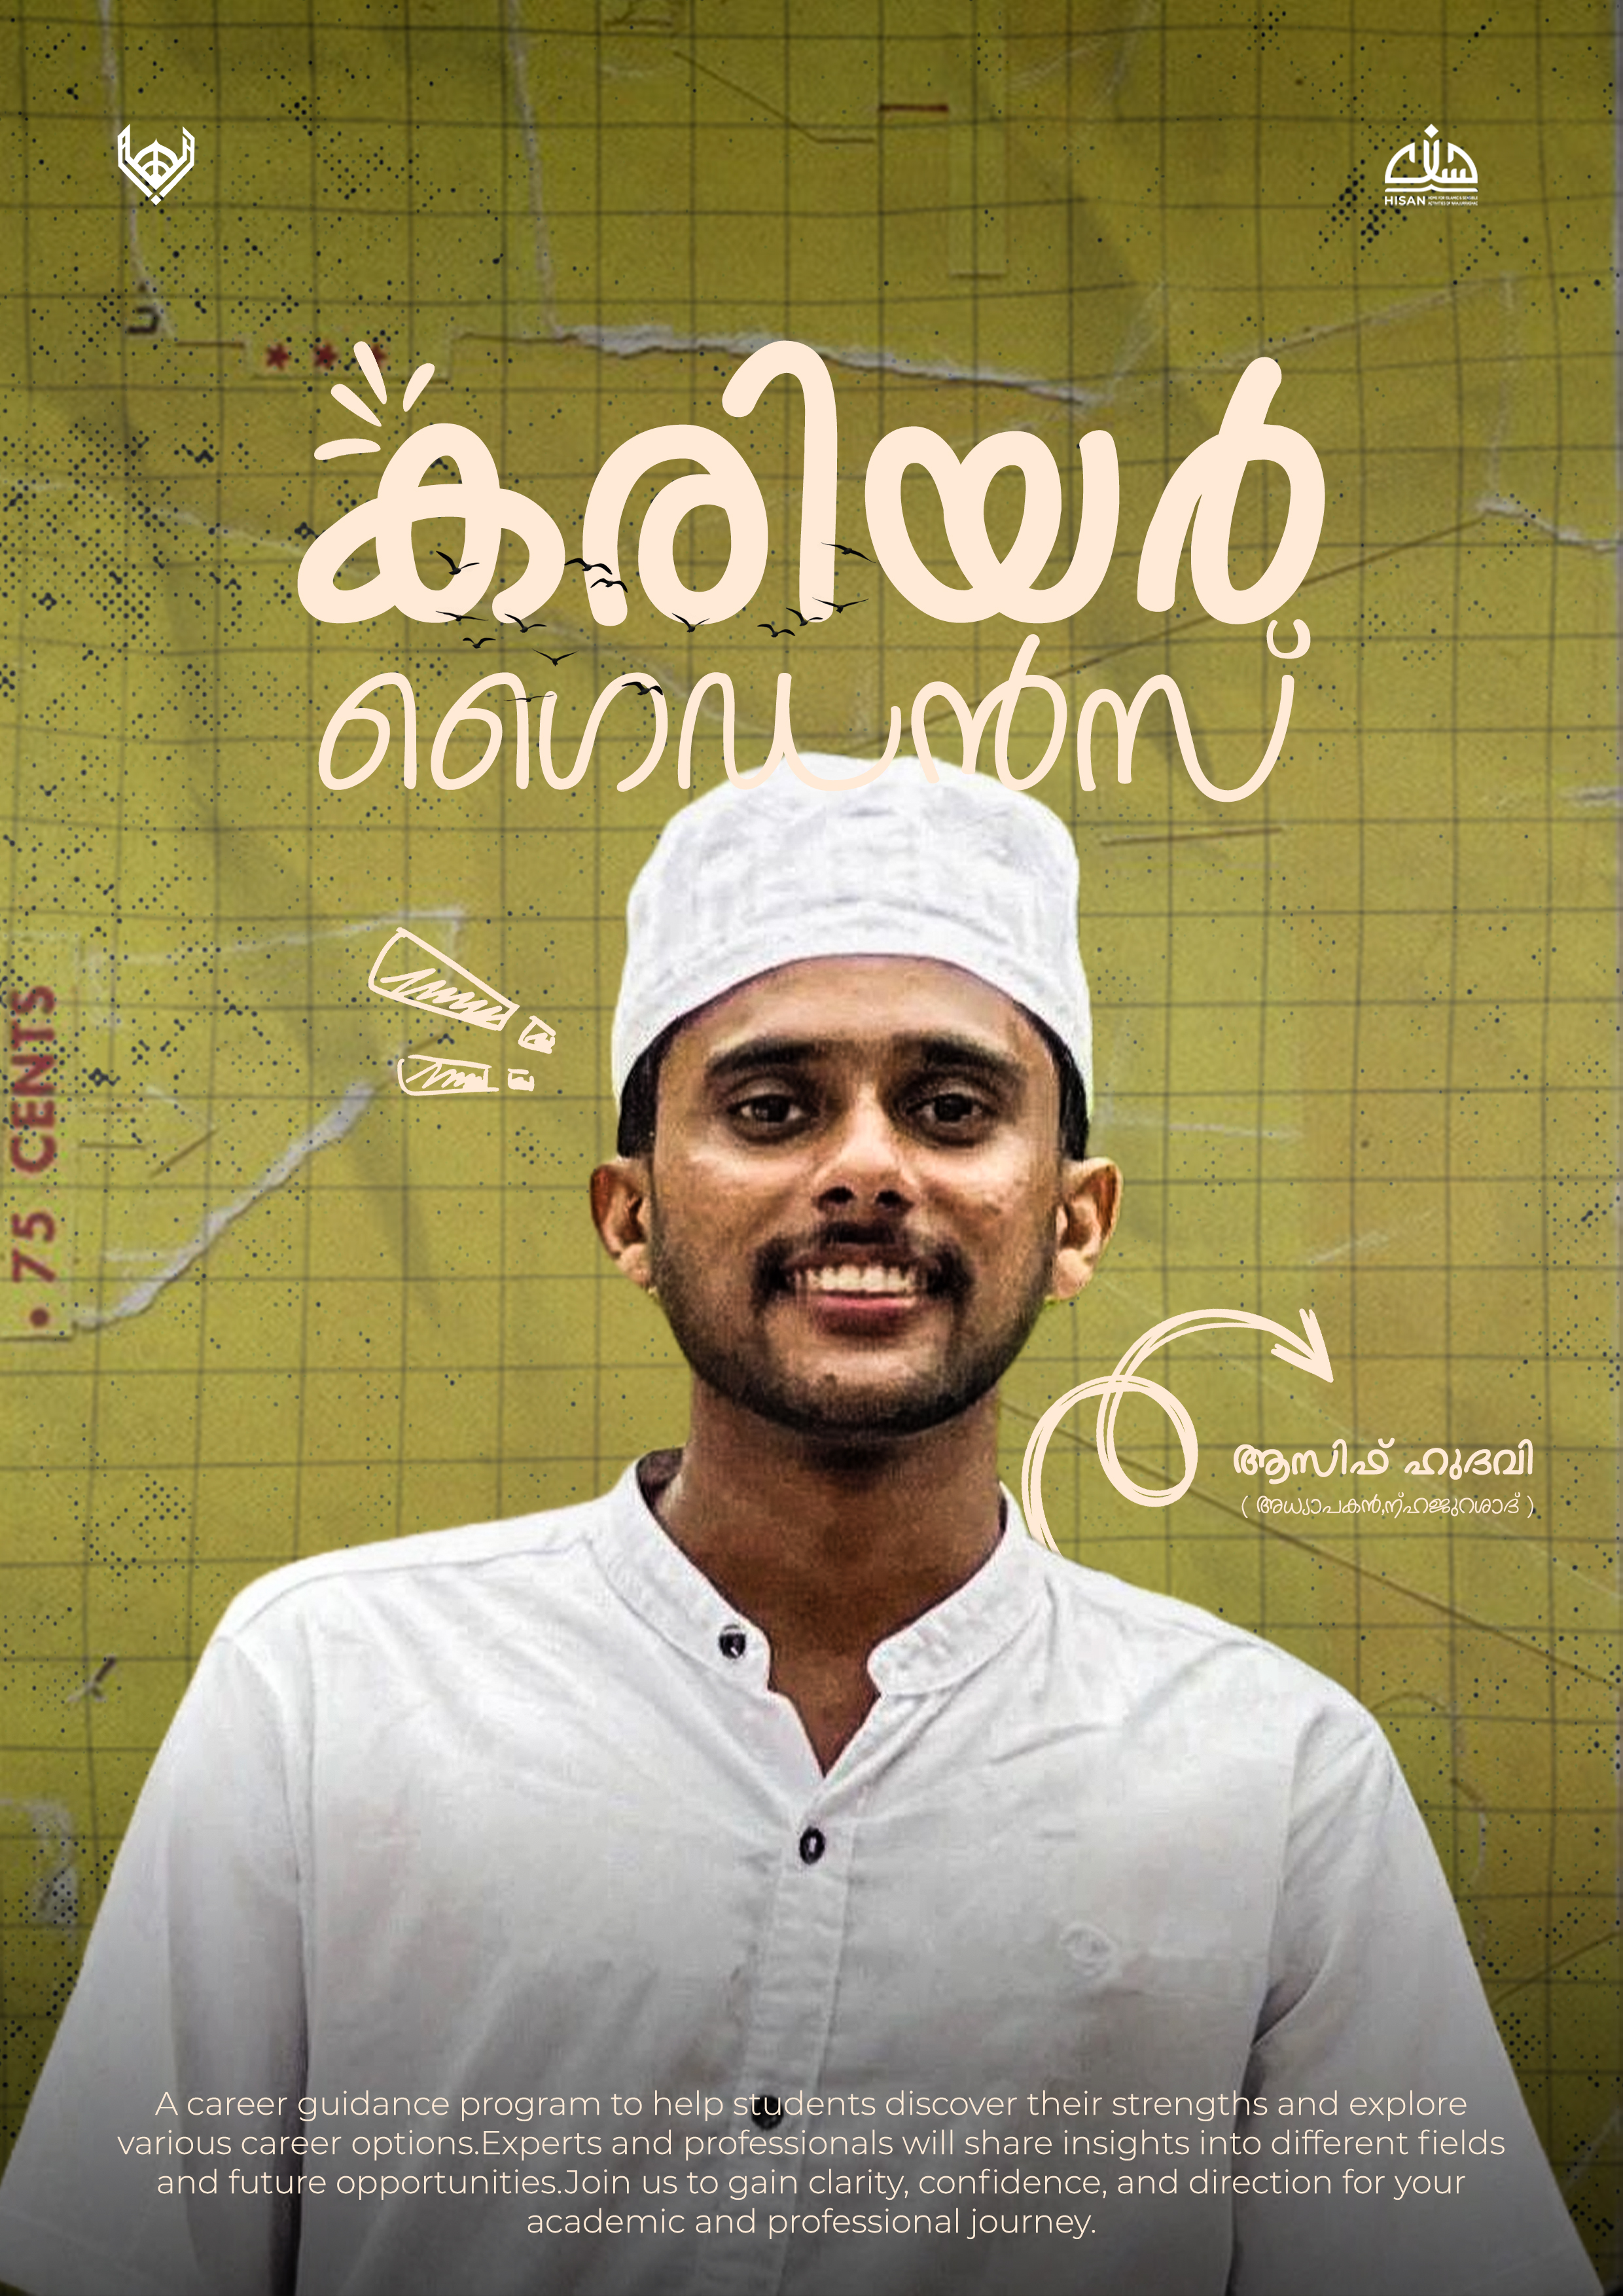 HISAN
കരിയർ
ഗൈഡൻസ്
• 75 CENTS
ആസിഫ് ഹുദവി
( അധ്യാപകൻ,ന്ഹജുറശാദ് )
A career guidance program to help students discover their strengths and explore
various career options.Experts and professionals will share insights into different fields
and future opportunities.Join us to gain clarity, confidence, and direction for your
academic and professional journey.